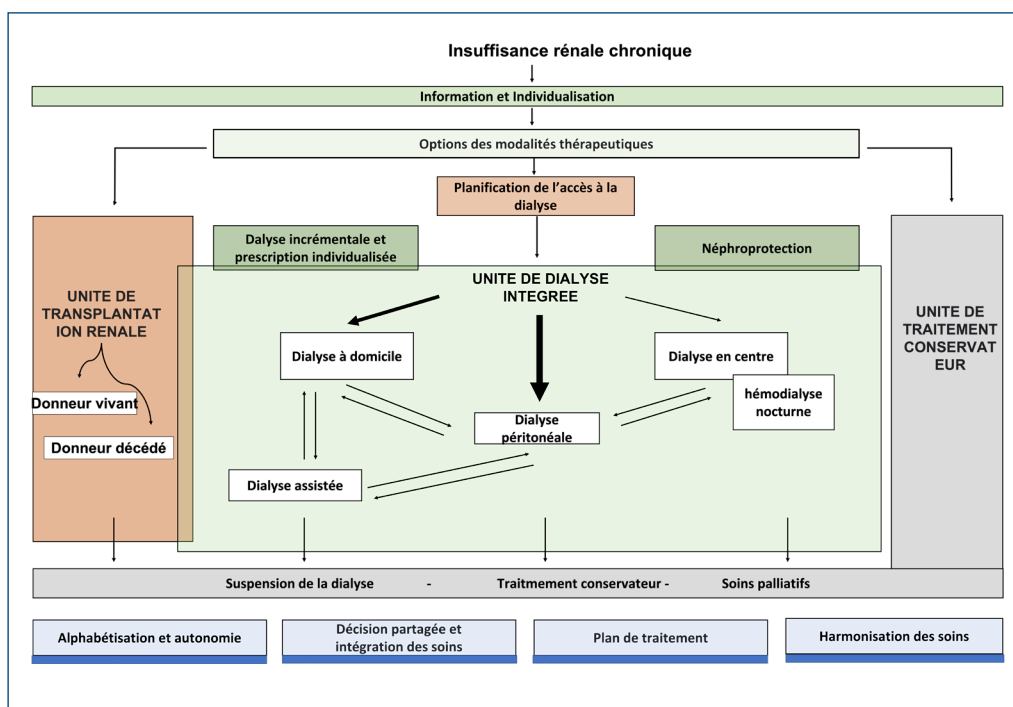 Insuffisance rénale chronique
Information et Individualisation
Options des modalités thérapeutiques
Planification de l'accès à la
dialyse
Dalyse incrémentale et
prescription individualisée
Néphroprotection
UNITE DE DIALYSE
INTEGREE
UNITE DE
TRANSPLANTAT
ION RENALE
UNITE DE
TRAITEMENT
CONSERVAT
EUR
Dialyse à domicile
Dialyse en centre
hémodialyse
nocturne
Donneur vivant
Donneur décédé
Dialyse
péritonéale
Dialyse assistée
Suspension de la dialyse - Traitmement conservateur - Soins palliatifs
Alphabétisation et autonomie
Décision partagée et
intégration des soins
Plan de traitement
Harmonisation des soins